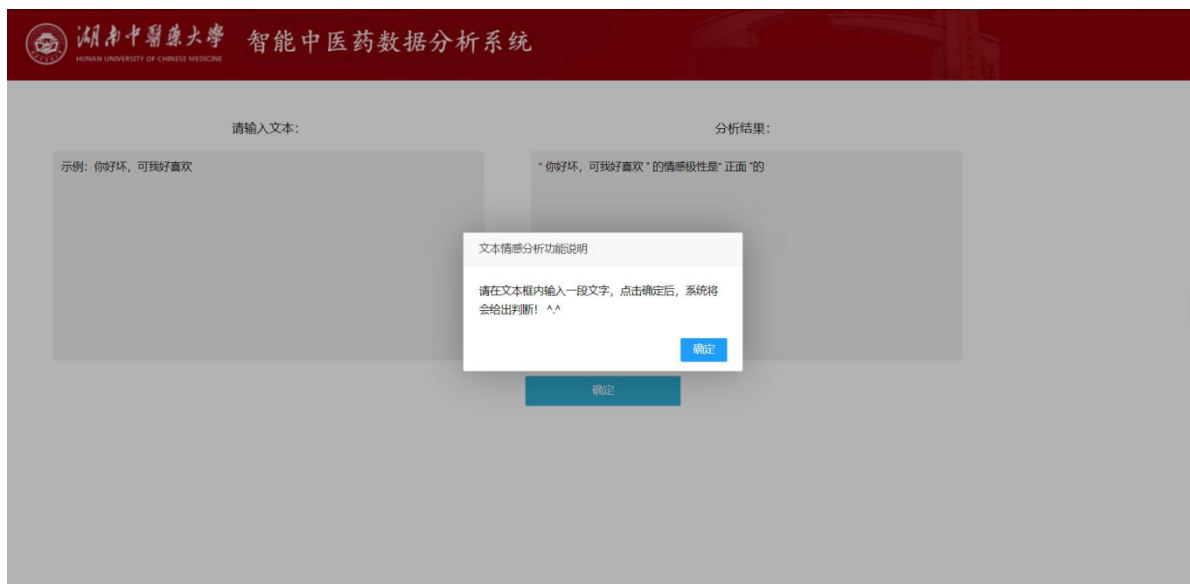 湖南中醫藥大學
HUNAN UNIVERSITY OF CHINESE MEDICINE
智能中医药数据分析系统
请输入文本：
分析结果：
示例：你好坏，可我好喜欢
“ 你好坏，可我好喜欢 ” 的情感极性是“ 正面 ”的
文本情感分析功能说明
请在文本框内输入一段文字，点击确定后，系统将
会给出判断！ ^.^
确定
确定